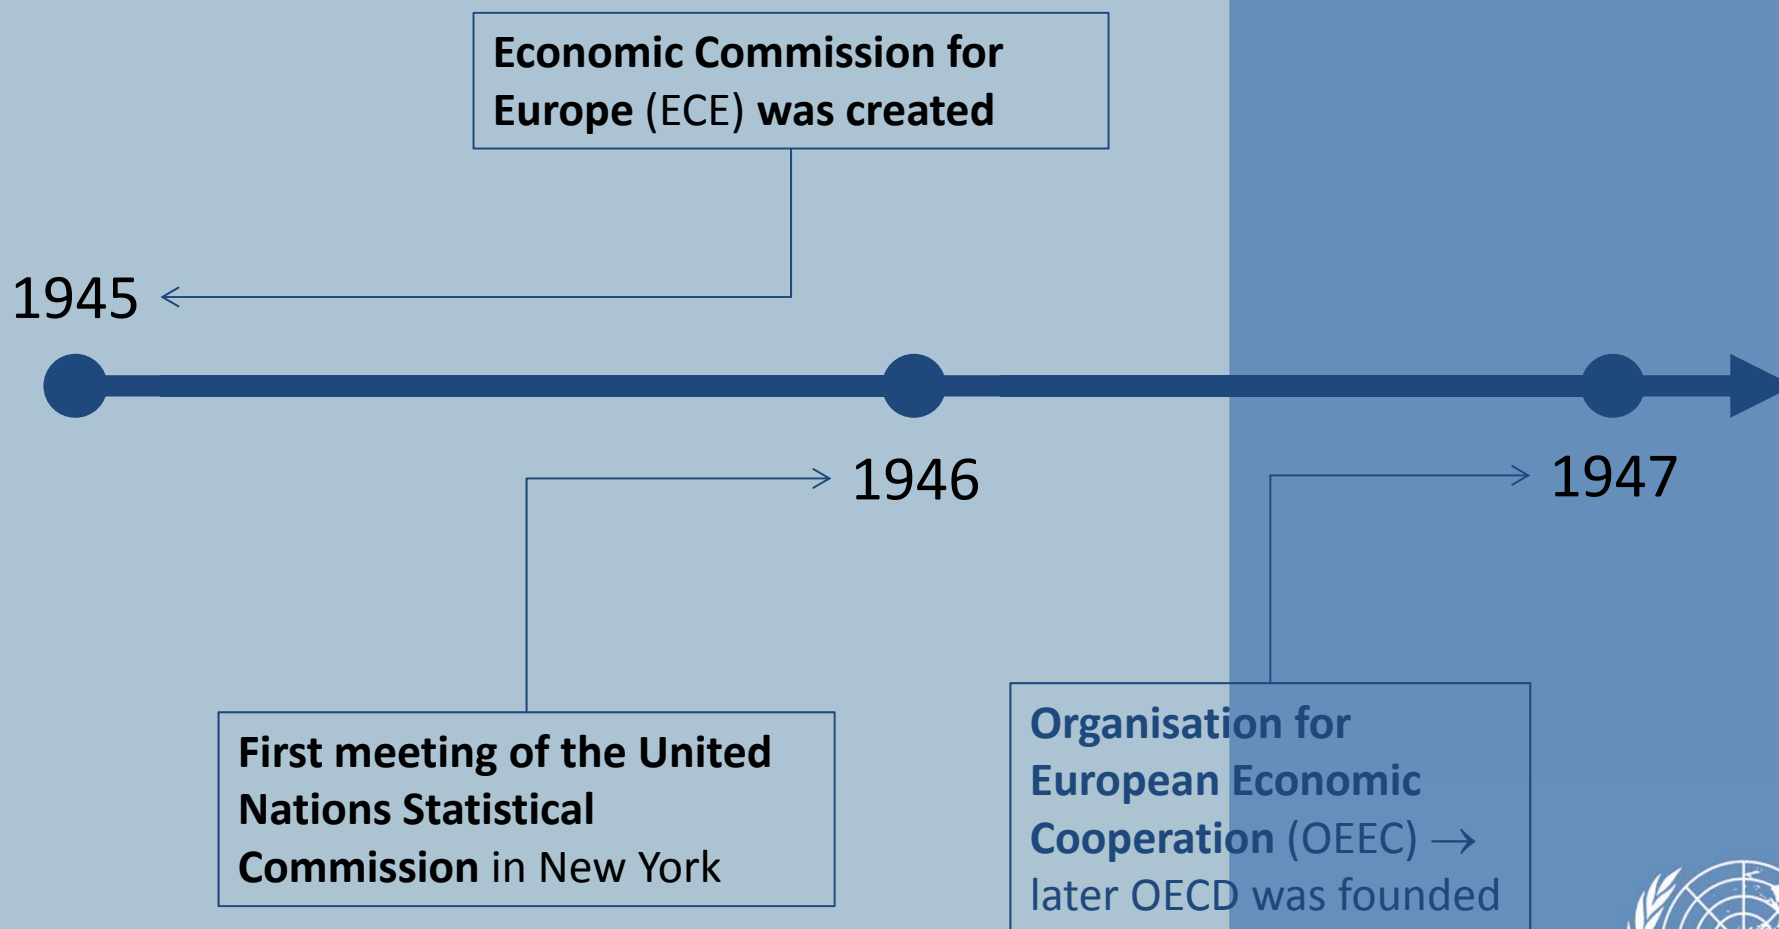 Economic Commission for
Europe (ECE) was created
1945
1946
1947
First meeting of the United
Nations Statistical
Commission in New York
Organisation for
European Economic
Cooperation (OEEC) →
later OECD was founded